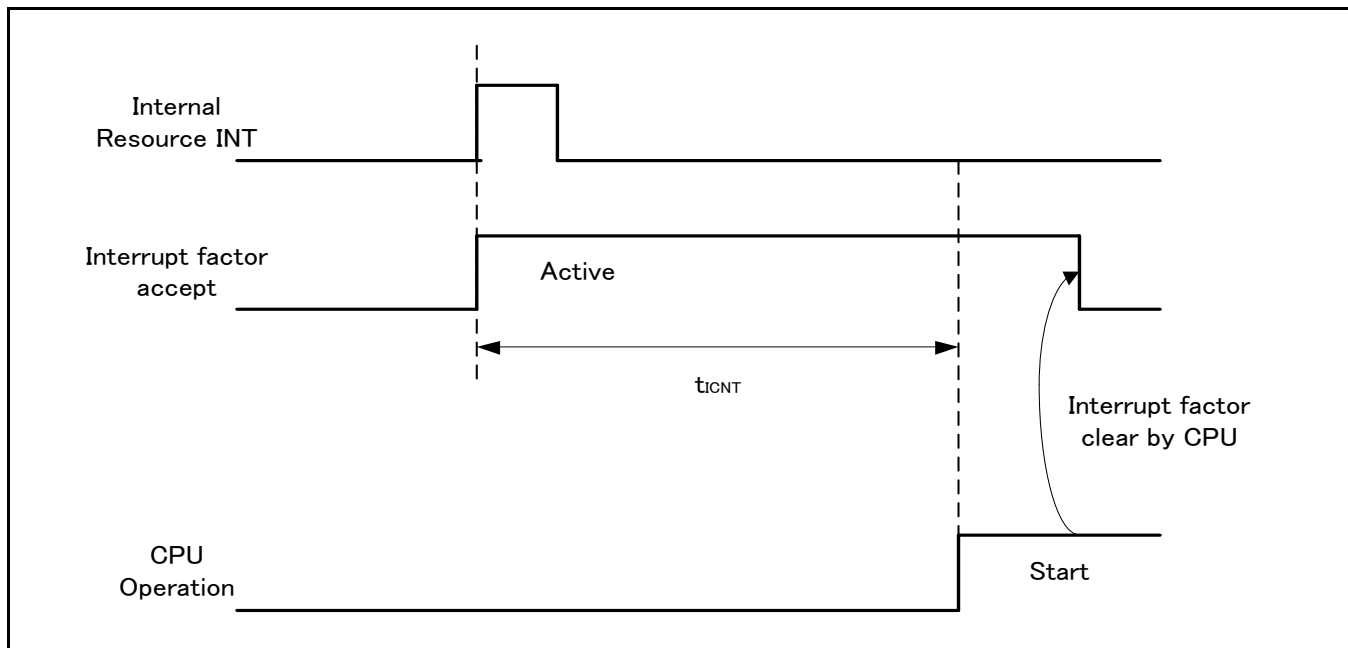 Internal
Resource INT
Interrupt factor
accept
Active
tICNT
Interrupt factor
clear by CPU
CPU
Operation
Start